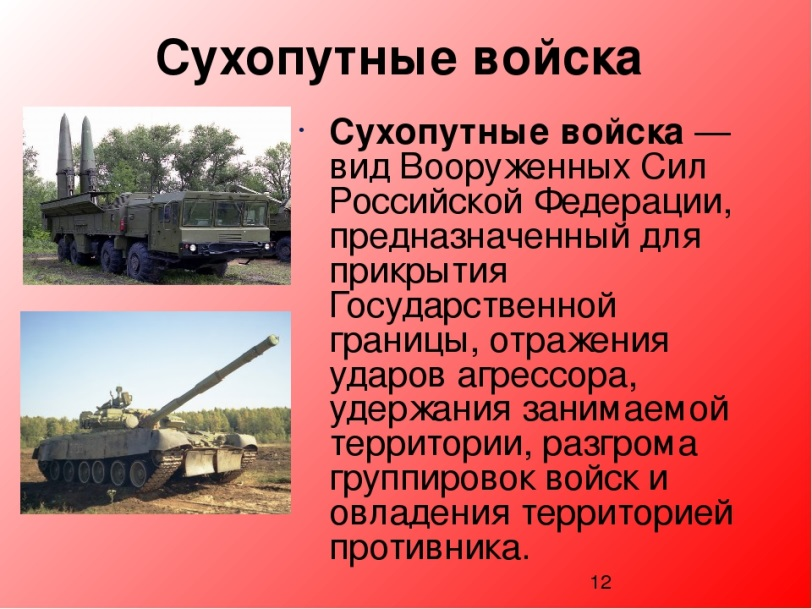 Сухопутные войска
• Сухопутные войска —
вид Вооруженных Сил
Российской Федерации,
предназначенный для
прикрытия
Государственной
границы, отражения
ударов агрессора,
удержания занимаемой
территории, разгрома
группировок войск и
овладения территорией
противника.
12